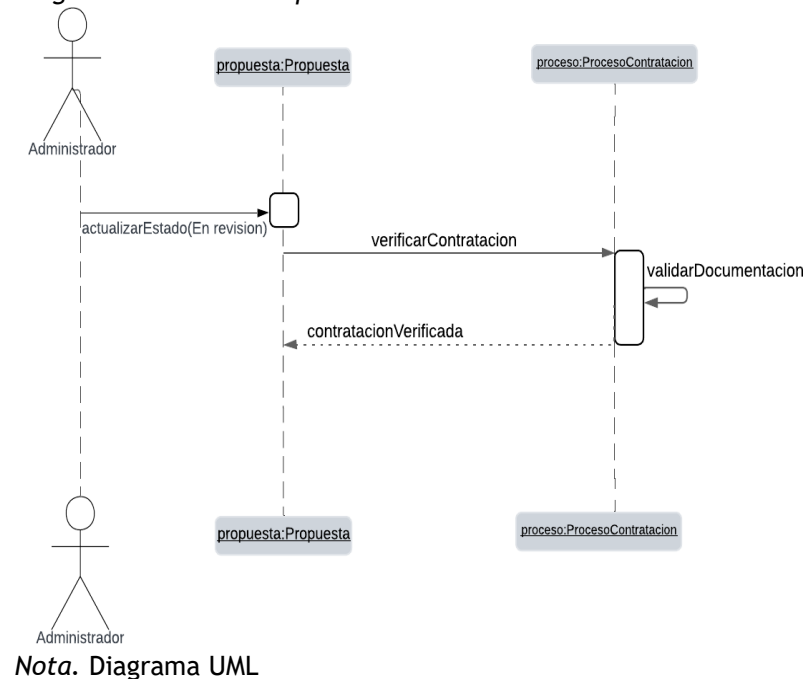 propuesta:Propuesta
proceso:ProcesoContratacion
Administrador
actualizarEstado(En revision)
verificarContratacion
validarDocumentacion
contratacionVerificada
propuesta:Propuesta
proceso:ProcesoContratacion
Administrador
Nota. Diagrama UML